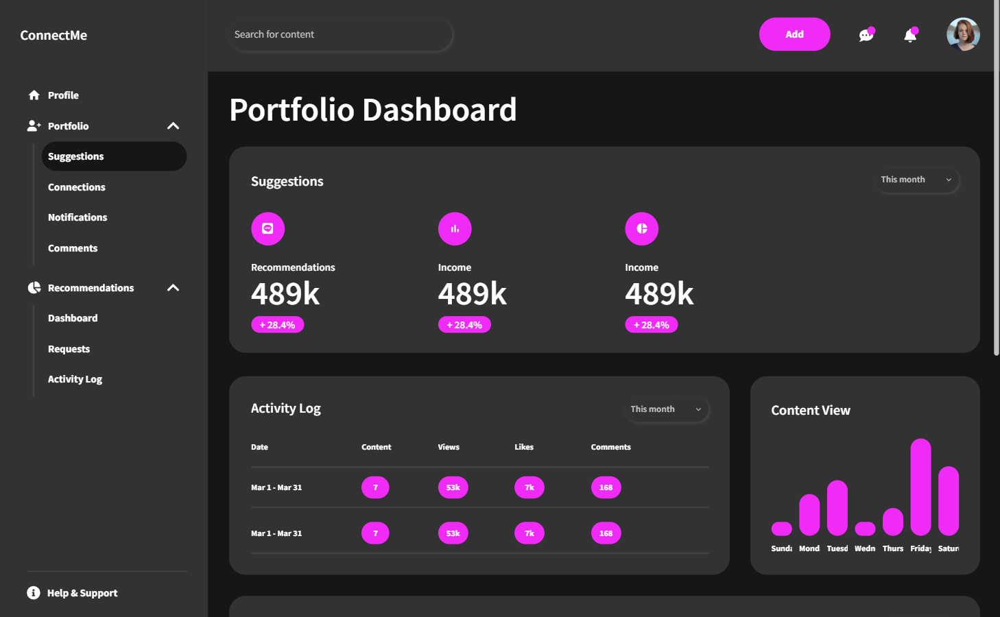 ConnectMe
Search for content
Add
Profile
Portfolio
Suggestions
Connections
Notifications
Comments
Recommendations
Dashboard
Requests
Activity Log
Help & Support
Portfolio Dashboard
Suggestions
This month
Recommendations
489k
+ 28.4%
Income
489k
+ 28.4%
Income
489k
+ 28.4%
Activity Log
This month
Date Content Views Likes Comments
Mar 1 - Mar 31 7 53k 7k 168
Mar 1 - Mar 31 7 53k 7k 168
Content View
Sunda Mond Tuesd Wedn Thurs Friday Satur